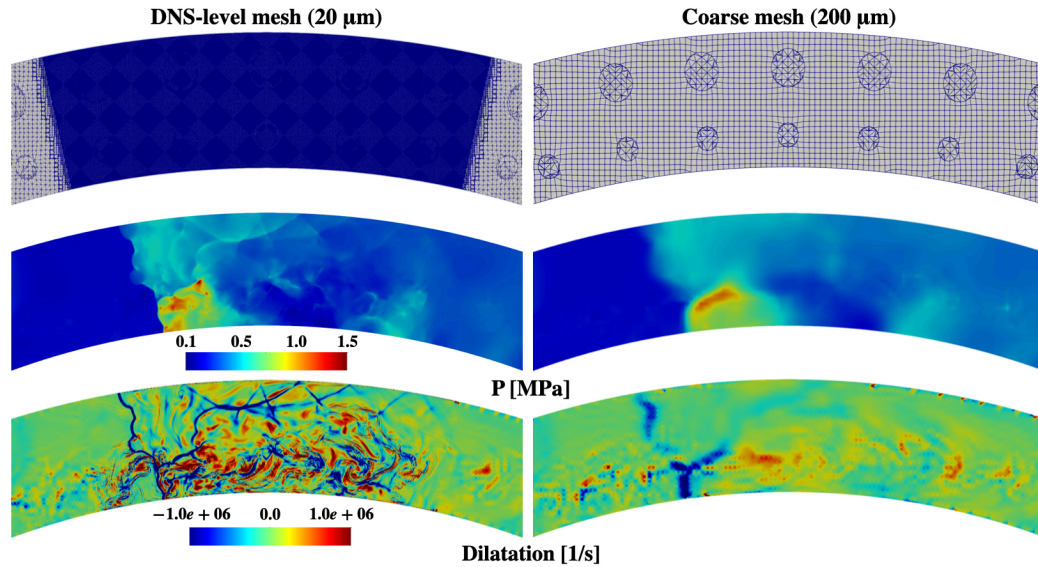 DNS-level mesh (20 μm)
Coarse mesh (200 μm)
0.1 0.5 1.0 1.5
P [MPa]
−1.0e + 06 0.0 1.0e + 06
Dilatation [1/s]